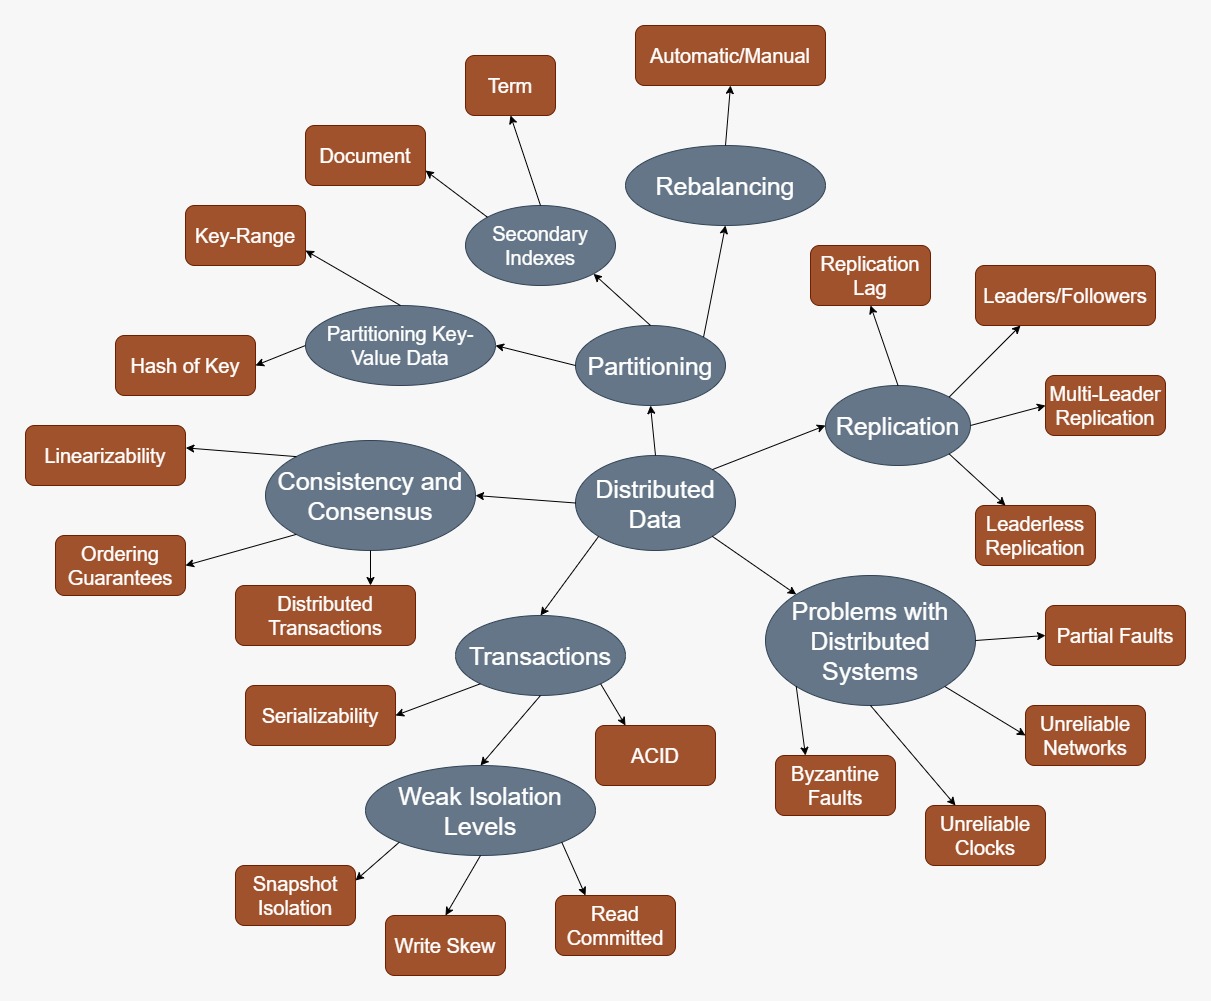 Automatic/Manual
Term
Document
Rebalancing
Key-Range
Secondary
Indexes
Replication
Lag
Leaders/Followers
Partitioning Key-
Value Data
Hash of Key
Partitioning
Multi-Leader
Replication
Replication
Linearizability
Consistency and
Consensus
Distributed
Data
Leaderless
Replication
Ordering
Guarantees
Distributed
Transactions
Problems with
Distributed
Systems
Partial Faults
Transactions
Serializability
ACID
Unreliable
Networks
Byzantine
Faults
Weak Isolation
Levels
Unreliable
Clocks
Snapshot
Isolation
Write Skew
Read
Committed